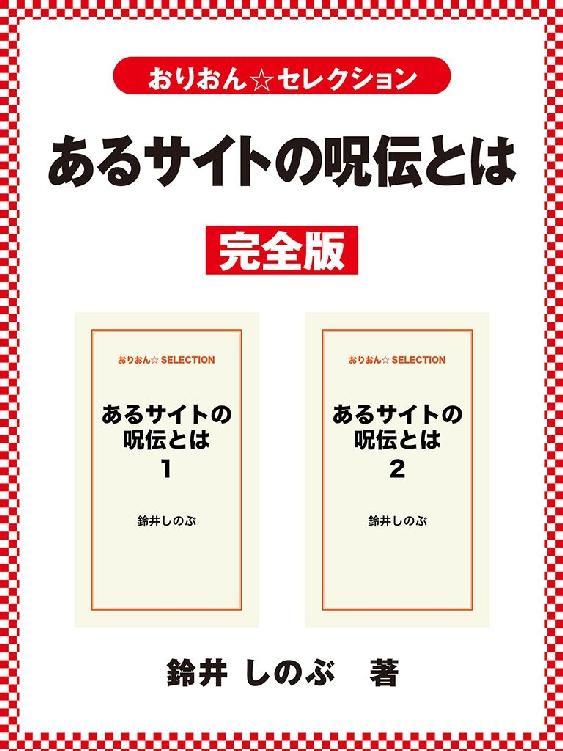 おりおん☆セレクション
あるサイトの呪伝とは
完全版
おりおん☆ SELECTION
あるサイトの
呪伝とは
1
鈴井しのぶ
おりおん☆ SELECTION
あるサイトの
呪伝とは
2
鈴井しのぶ
鈴井 しのぶ　著